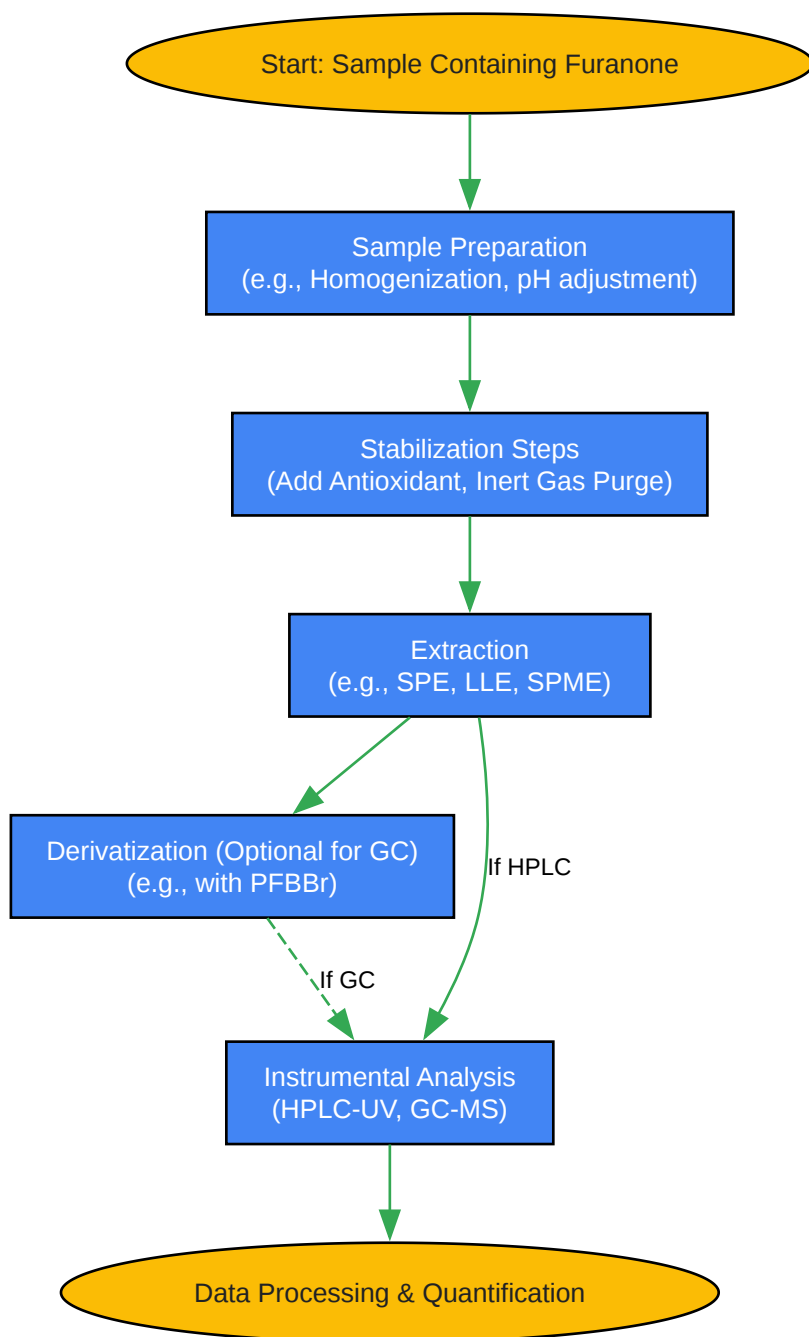 Start: Sample Containing Furanone
Sample Preparation
(e.g., Homogenization, pH adjustment)
Stabilization Steps
(Add Antioxidant, Inert Gas Purge)
Extraction
(e.g., SPE, LLE, SPME)
Derivatization (Optional for GC)
(e.g., with PFBBr)
If HPLC
If GC
Instrumental Analysis
(HPLC-UV, GC-MS)
Data Processing & Quantification